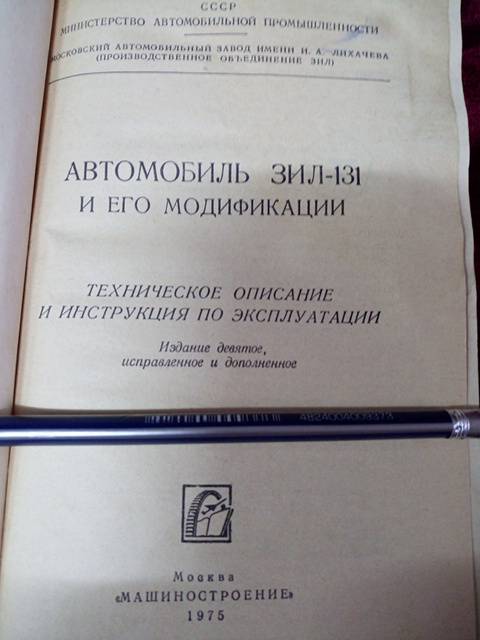 СССР
МИНИСТЕРСТВО АВТОМОБИЛЬНОЙ ПРОМЫШЛЕННОСТИ
МОСКОВСКИЙ АВТОМОБИЛЬНЫЙ ЗАВОД ИМЕНИ И. А. ЛИХАЧЕВА
(ПРОИЗВОДСТВЕННОЕ ОБЪЕДИНЕНИЕ ЗИЛ)
АВТОМОБИЛЬ ЗИЛ-131
И ЕГО МОДИФИКАЦИИ
ТЕХНИЧЕСКОЕ ОПИСАНИЕ
И ИНСТРУКЦИЯ ПО ЭКСПЛУАТАЦИИ
Издание девятое,
исправленное и дополненное
4824004009373
Москва
«МАШИНОСТРОЕНИЕ»
1975